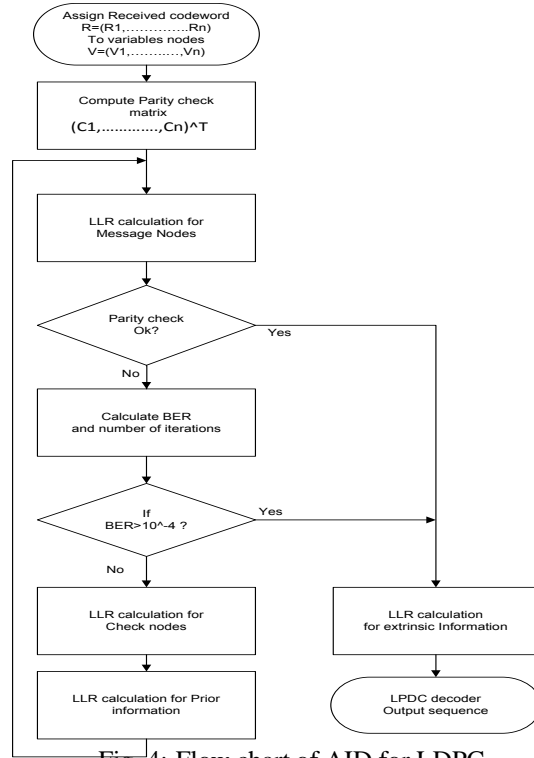 Assign Received codeword
R=(R1,…………..Rn)
To variables nodes
V=(V1,……….,Vn)
Compute Parity check
matrix
(C1,…………,Cn)^T
LLR calculation for
Message Nodes
Parity check
Ok?
Yes
No
Calculate BER
and number of iterations
If
BER>10^-4 ?
Yes
No
LLR calculation for
Check nodes
LLR calculation
for extrinsic Information
LLR calculation for Prior
information
LPDC decoder
Output sequence
Fig. 4: Flow chart of AID for LDPC